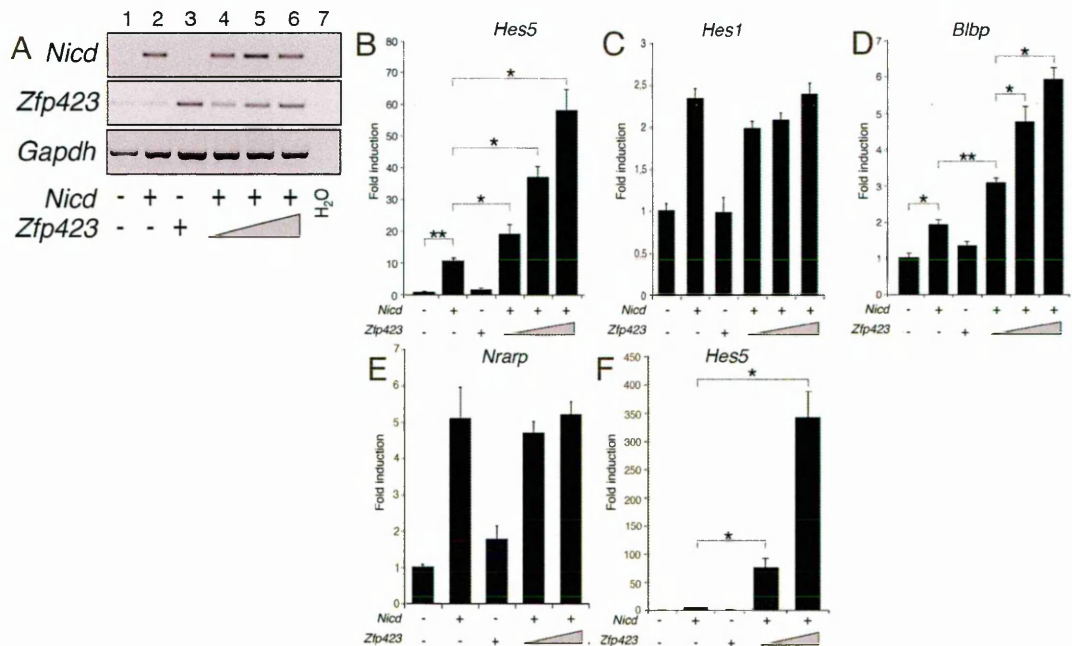 1 2 3 4 5 6 7
A
Nicd
Zfp423
Gapdh
Nicd - + - + + + H₂O
Zfp423 - - +
B
Hes5
Fold induction
80
70
60
50
40
30
20
10
0
** * * *
Nicd - + - + + +
Zfp423 - - +
C
Hes1
Fold induction
3
2.5
2
1.5
1
0.5
0
Nicd - + - + + +
Zfp423 - - +
D
Blbp
Fold induction
7
6
5
4
3
2
1
0
* ** * *
Nicd - + - + + +
Zfp423 - - +
E
Nrarp
Fold induction
7
6
5
4
3
2
1
0
Nicd - + - + +
Zfp423 - - +
F
Hes5
Fold induction
450
400
350
300
250
200
150
100
50
0
* *
Nicd - + - + +
Zfp423 - - +